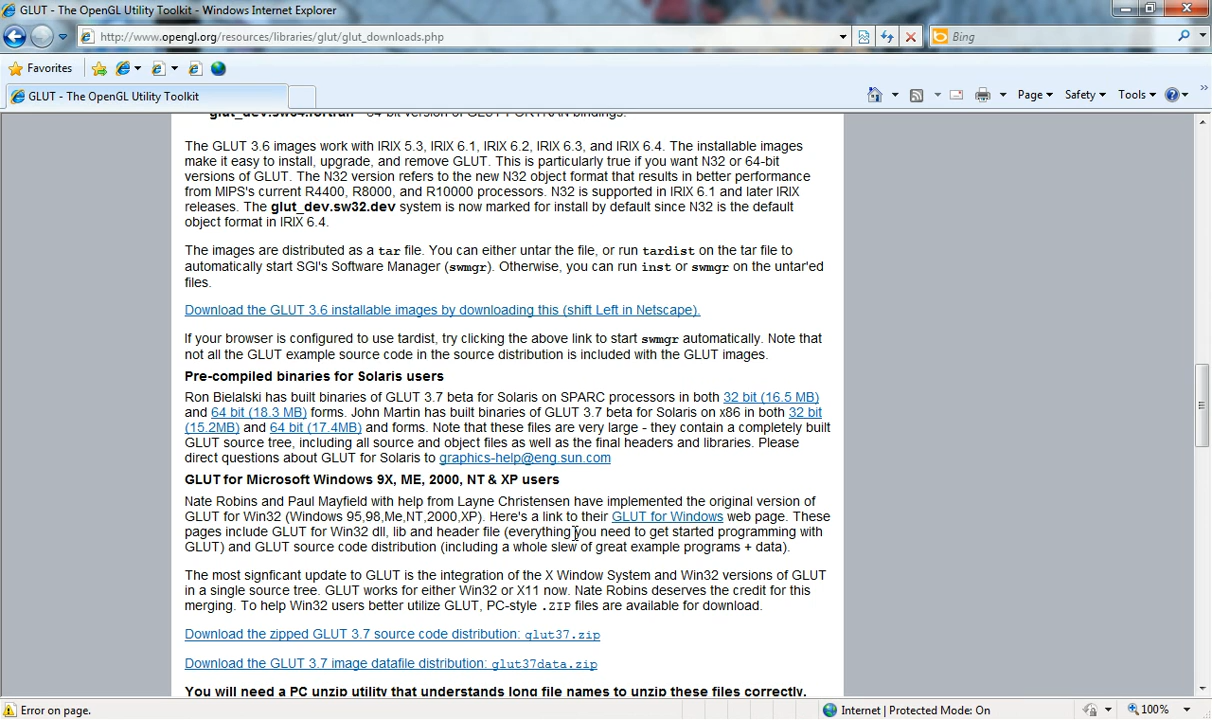 GLUT - The OpenGL Utility Toolkit - Windows Internet Explorer
http://www.opengl.org/resources/libraries/glut/glut_downloads.php
Bing
Favorites
GLUT - The OpenGL Utility Toolkit
Page
Safety
Tools
glut_dev.sw64.fortran - 64-bit version of GLUT FORTRAN bindings.
The GLUT 3.6 images work with IRIX 5.3, IRIX 6.1, IRIX 6.2, IRIX 6.3, and IRIX 6.4. The installable images
make it easy to install, upgrade, and remove GLUT. This is particularly true if you want N32 or 64-bit
versions of GLUT. The N32 version refers to the new N32 object format that results in better performance
from MIPS's current R4400, R8000, and R10000 processors. N32 is supported in IRIX 6.1 and later IRIX
releases. The glut_dev.sw32.dev system is now marked for install by default since N32 is the default
object format in IRIX 6.4.
The images are distributed as a tar file. You can either untar the file, or run tardist on the tar file to
automatically start SGI's Software Manager (swmgr). Otherwise, you can run inst or swmgr on the untar'ed
files.
Download the GLUT 3.6 installable images by downloading this (shift Left in Netscape).
If your browser is configured to use tardist, try clicking the above link to start swmgr automatically. Note that
not all the GLUT example source code in the source distribution is included with the GLUT images.
Pre-compiled binaries for Solaris users
Ron Bielalski has built binaries of GLUT 3.7 beta for Solaris on SPARC processors in both 32 bit (16.5 MB)
and 64 bit (18.3 MB) forms. John Martin has built binaries of GLUT 3.7 beta for Solaris on x86 in both 32 bit
(15.2MB) and 64 bit (17.4MB) and forms. Note that these files are very large - they contain a completely built
GLUT source tree, including all source and object files as well as the final headers and libraries. Please
direct questions about GLUT for Solaris to graphics-help@eng.sun.com
GLUT for Microsoft Windows 9X, ME, 2000, NT & XP users
Nate Robins and Paul Mayfield with help from Layne Christensen have implemented the original version of
GLUT for Win32 (Windows 95,98,Me,NT,2000,XP). Here's a link to their GLUT for Windows web page. These
pages include GLUT for Win32 dll, lib and header file (everything you need to get started programming with
GLUT) and GLUT source code distribution (including a whole slew of great example programs + data).
The most signficant update to GLUT is the integration of the X Window System and Win32 versions of GLUT
in a single source tree. GLUT works for either Win32 or X11 now. Nate Robins deserves the credit for this
merging. To help Win32 users better utilize GLUT, PC-style .ZIP files are available for download.
Download the zipped GLUT 3.7 source code distribution: glut37.zip
Download the GLUT 3.7 image datafile distribution: glut37data.zip
You will need a PC unzip utility that understands long file names to unzip these files correctly.
Error on page.
Internet | Protected Mode: On
100%